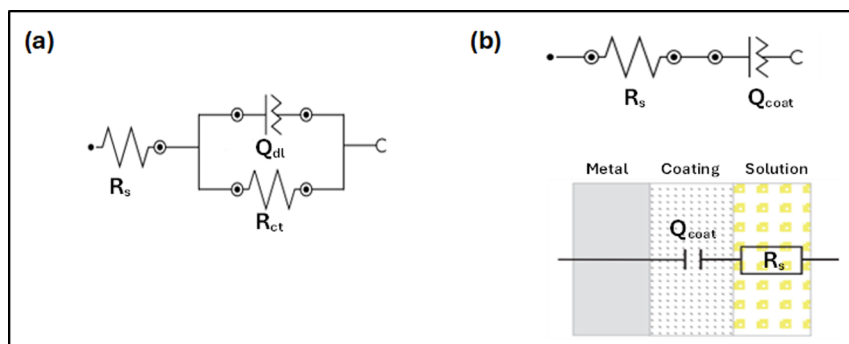 (a)
Rs
Qdl
Rct
(b)
Rs
Qcoat
Metal Coating Solution
Qcoat
Rs